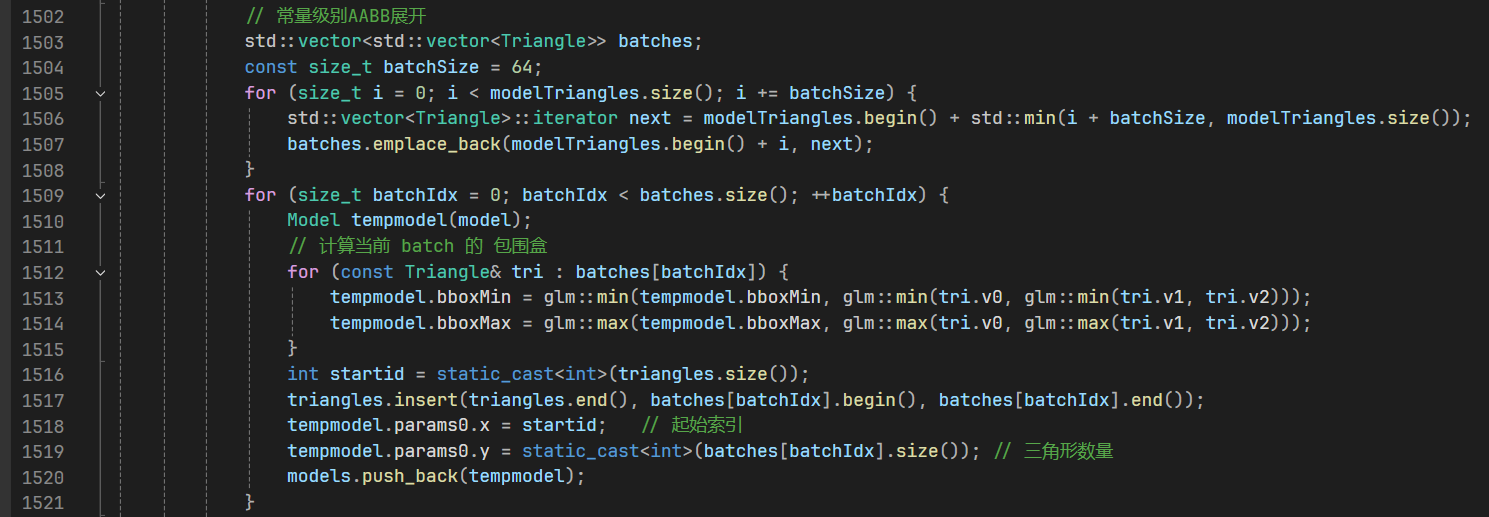 1502 // 常量级别AABB展开
1503 std::vector<std::vector<Triangle>> batches;
1504 const size_t batchSize = 64;
1505 for (size_t i = 0; i < modelTriangles.size(); i += batchSize) {
1506 std::vector<Triangle>::iterator next = modelTriangles.begin() + std::min(i + batchSize, modelTriangles.size());
1507 batches.emplace_back(modelTriangles.begin() + i, next);
1508 }
1509 for (size_t batchIdx = 0; batchIdx < batches.size(); ++batchIdx) {
1510 Model tempmodel(model);
1511 // 计算当前 batch 的 包围盒
1512 for (const Triangle& tri : batches[batchIdx]) {
1513 tempmodel.bboxMin = glm::min(tempmodel.bboxMin, glm::min(tri.v0, glm::min(tri.v1, tri.v2)));
1514 tempmodel.bboxMax = glm::max(tempmodel.bboxMax, glm::max(tri.v0, glm::max(tri.v1, tri.v2)));
1515 }
1516 int startid = static_cast<int>(triangles.size());
1517 triangles.insert(triangles.end(), batches[batchIdx].begin(), batches[batchIdx].end());
1518 tempmodel.params0.x = startid; // 起始索引
1519 tempmodel.params0.y = static_cast<int>(batches[batchIdx].size()); // 三角形数量
1520 models.push_back(tempmodel);
1521 }